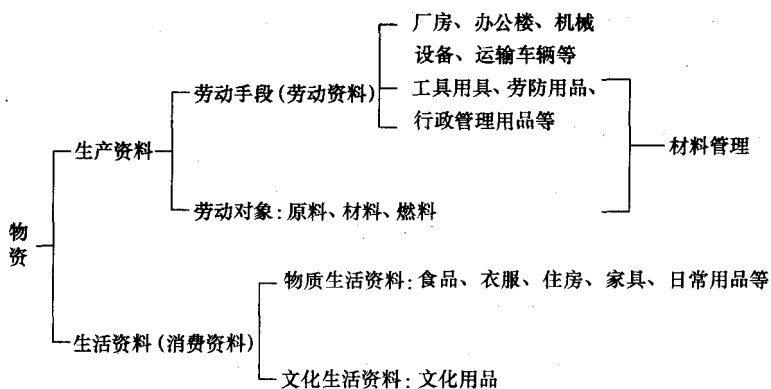 厂房、办公楼、机械
设备、运输车辆等
劳动手段(劳动资料)
工具用具、劳防用品、
行政管理用品等
生产资料
材料管理
劳动对象:原料、材料、燃料
物资
物质生活资料:食品、衣服、住房、家具、日常用品等
生活资料(消费资料)
文化生活资料:文化用品